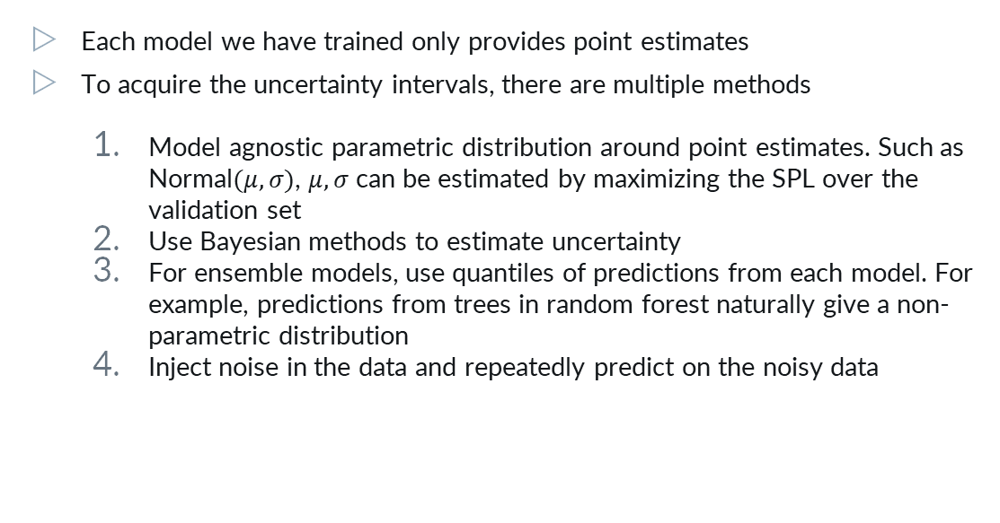 Each model we have trained only provides point estimates
To acquire the uncertainty intervals, there are multiple methods
1. Model agnostic parametric distribution around point estimates. Such as
Normal(μ, σ), μ, σ can be estimated by maximizing the SPL over the
validation set
2. Use Bayesian methods to estimate uncertainty
3. For ensemble models, use quantiles of predictions from each model. For
example, predictions from trees in random forest naturally give a non-
parametric distribution
4. Inject noise in the data and repeatedly predict on the noisy data